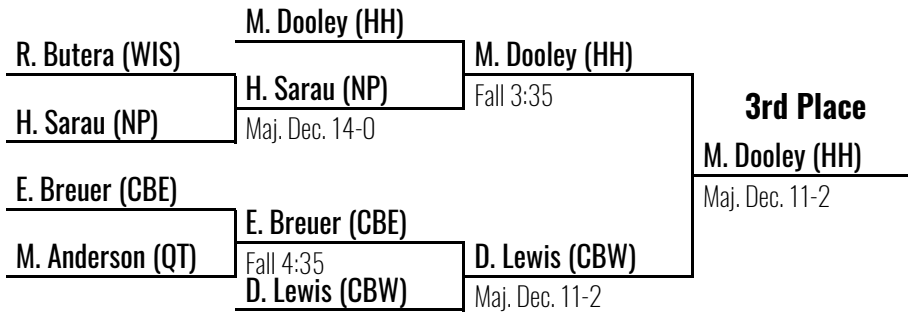 M. Dooley (HH)
R. Butera (WIS)
M. Dooley (HH)
H. Sarau (NP)
Fall 3:35
3rd Place
H. Sarau (NP)
Maj. Dec. 14-0
M. Dooley (HH)
E. Breuer (CBE)
Maj. Dec. 11-2
E. Breuer (CBE)
M. Anderson (QT)
Fall 4:35
D. Lewis (CBW)
D. Lewis (CBW)
Maj. Dec. 11-2